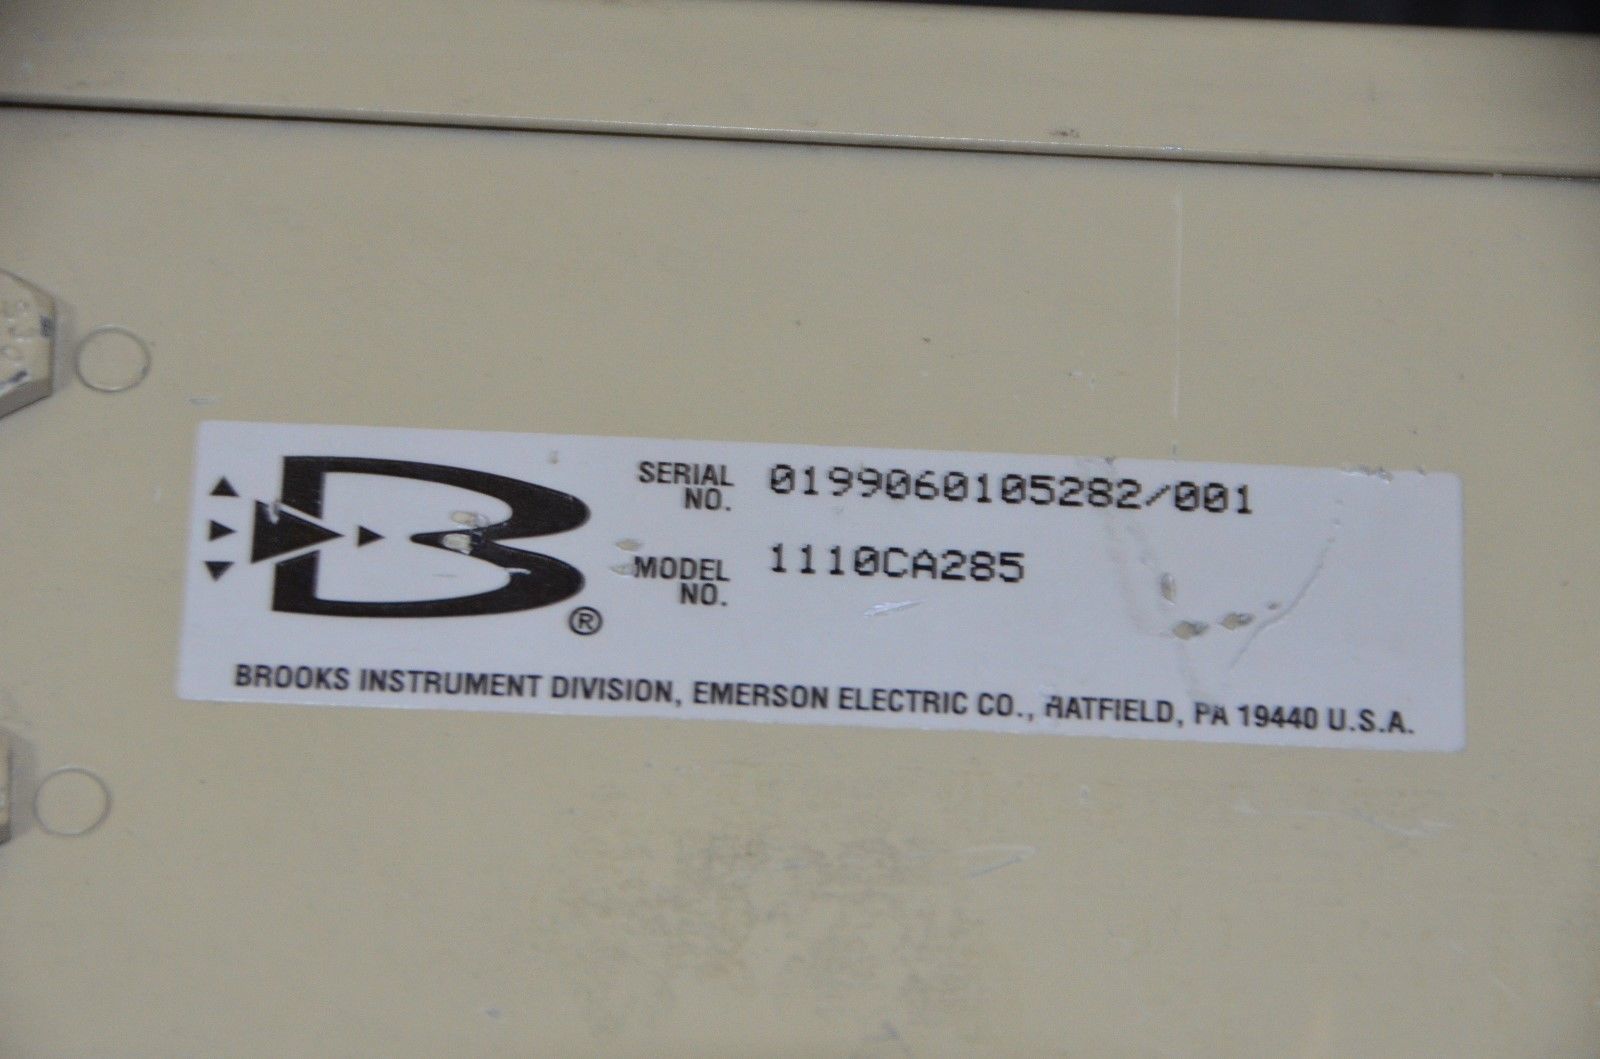 B
®
SERIAL
NO.
0199060105282/001
MODEL
NO.
1110CA285
BROOKS INSTRUMENT DIVISION, EMERSON ELECTRIC CO., HATFIELD, PA 19440 U.S.A.